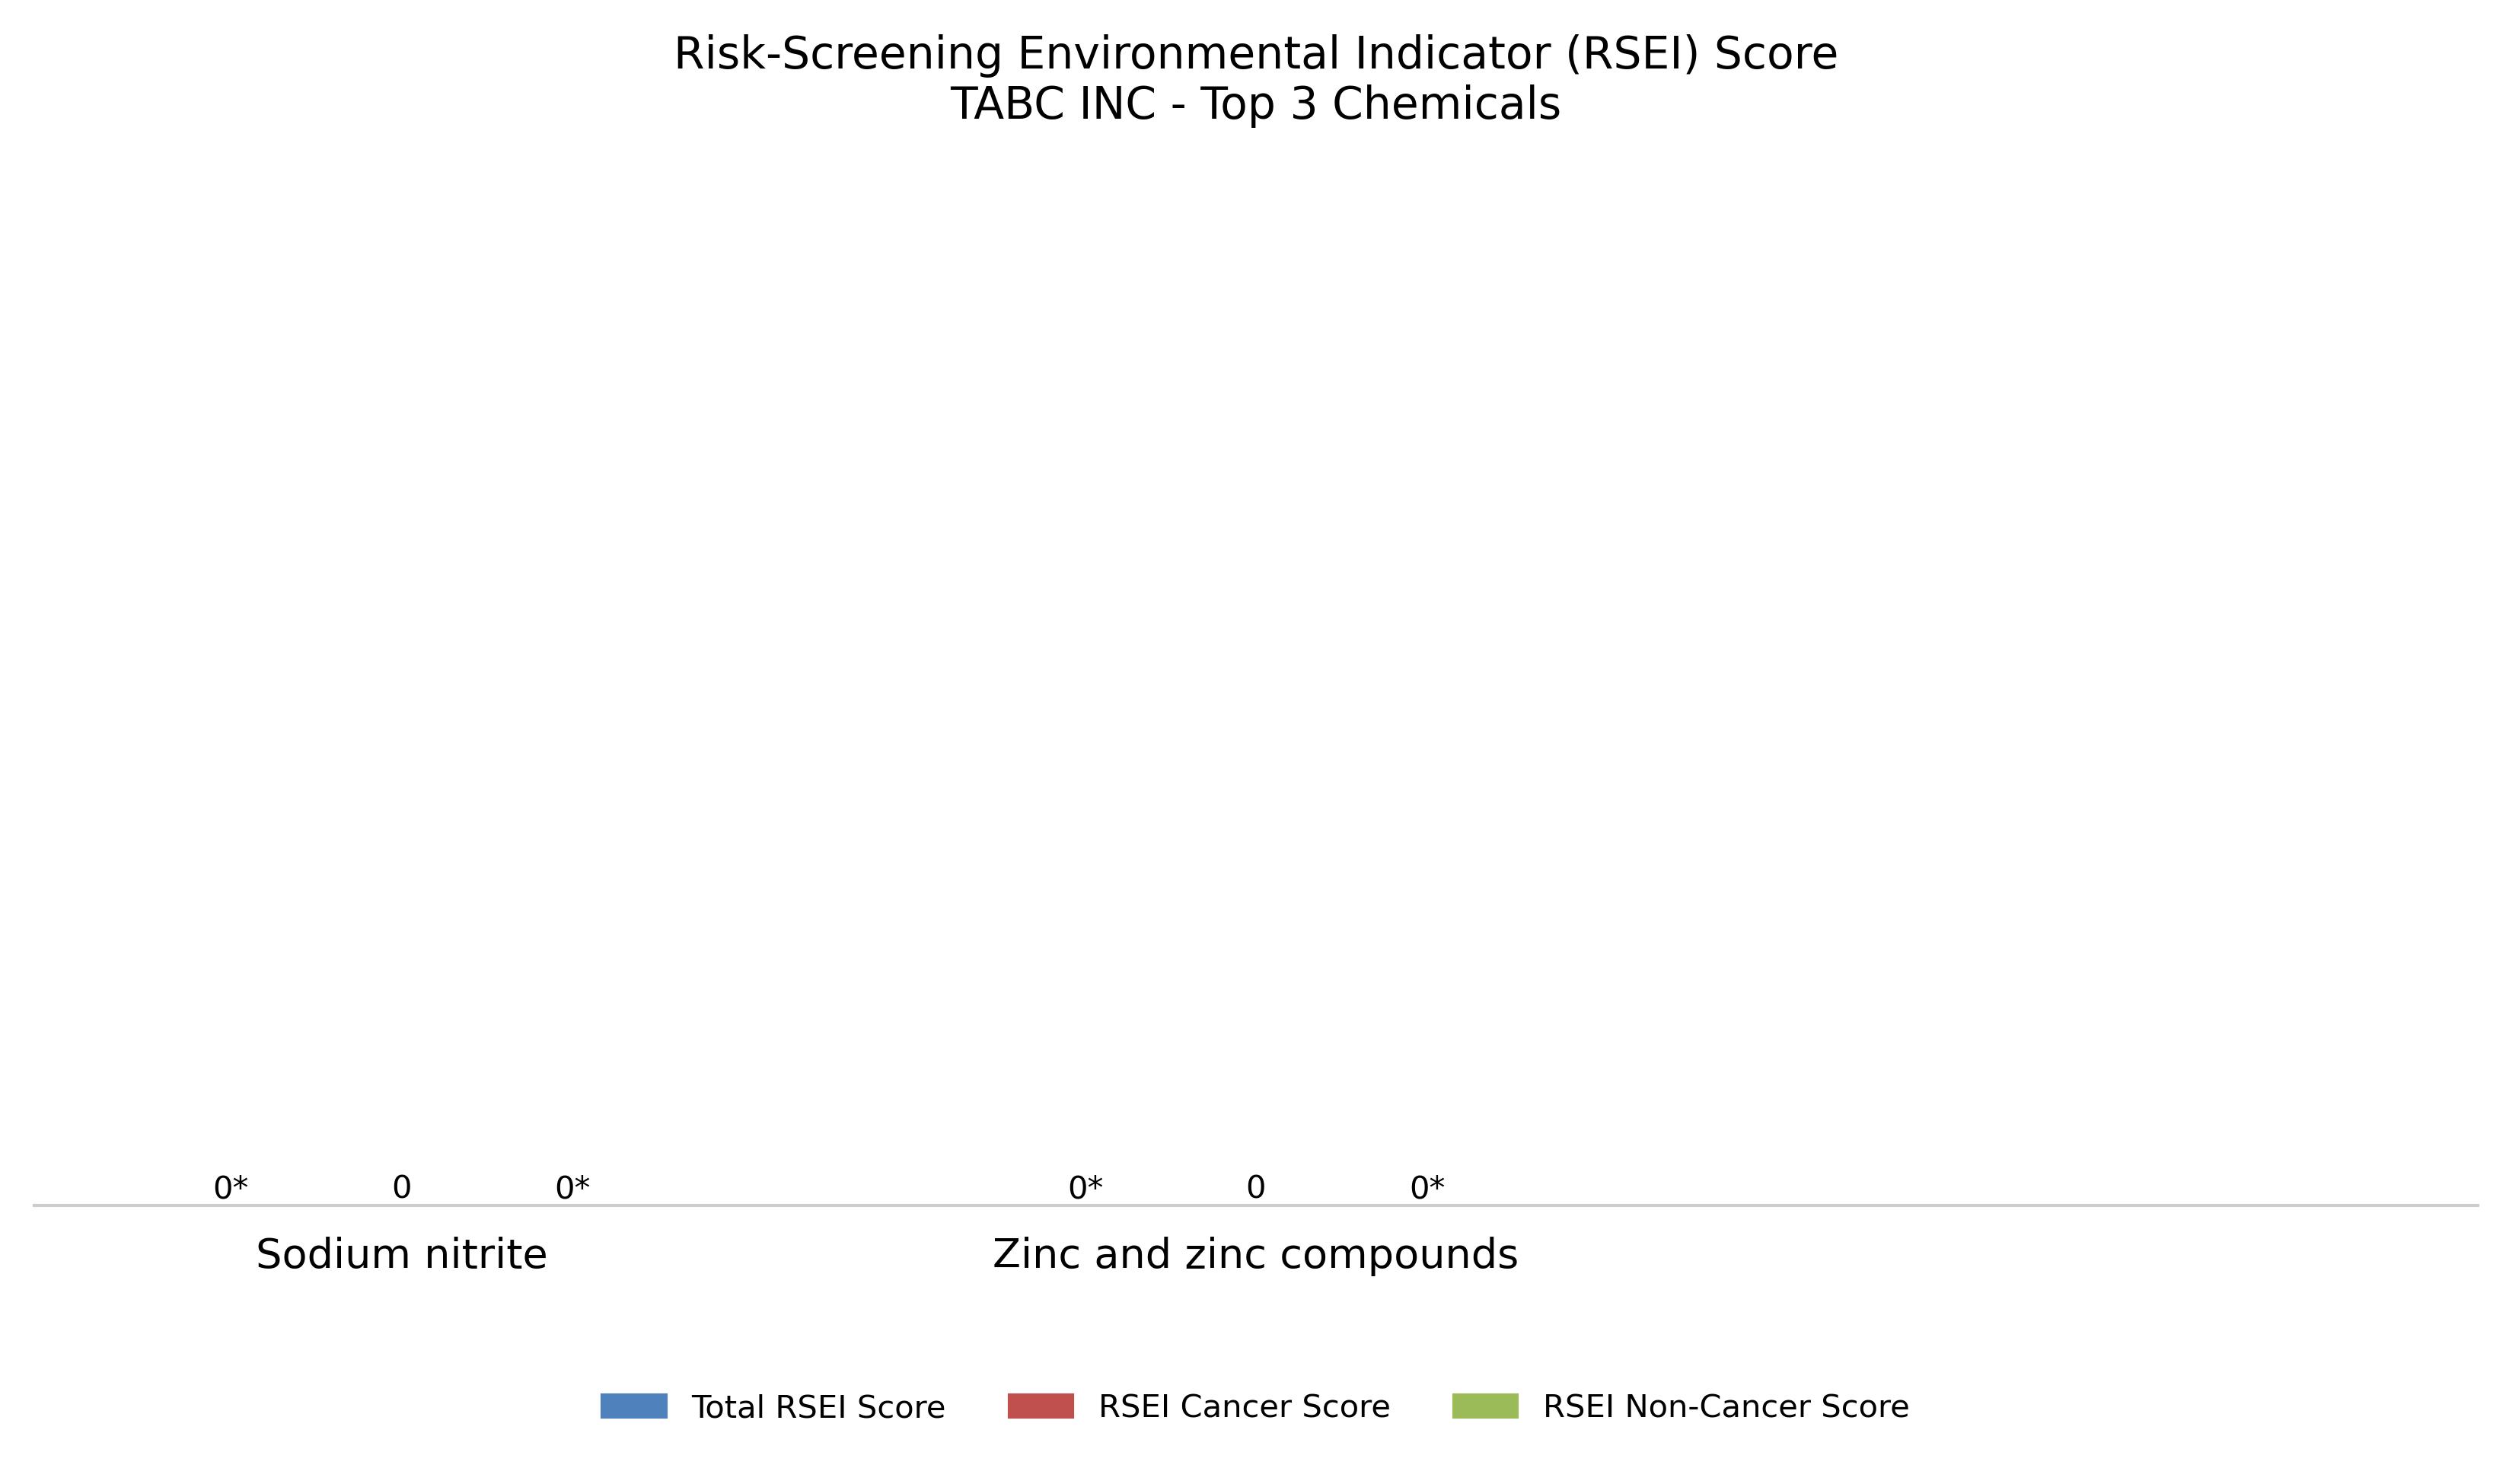 Risk-Screening Environmental Indicator (RSEI) Score
TABC INC - Top 3 Chemicals
0* 0 0* 0* 0 0*
Sodium nitrite Zinc and zinc compounds
Total RSEI Score RSEI Cancer Score RSEI Non-Cancer Score